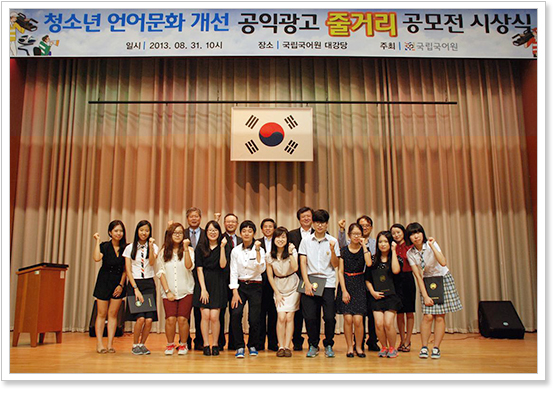 청소년 언어문화 개선 공익광고 줄거리 공모전 시상식
일시 | 2013. 08. 31. 10시 장소 | 국립국어원 대강당 주최 | 국립국어원